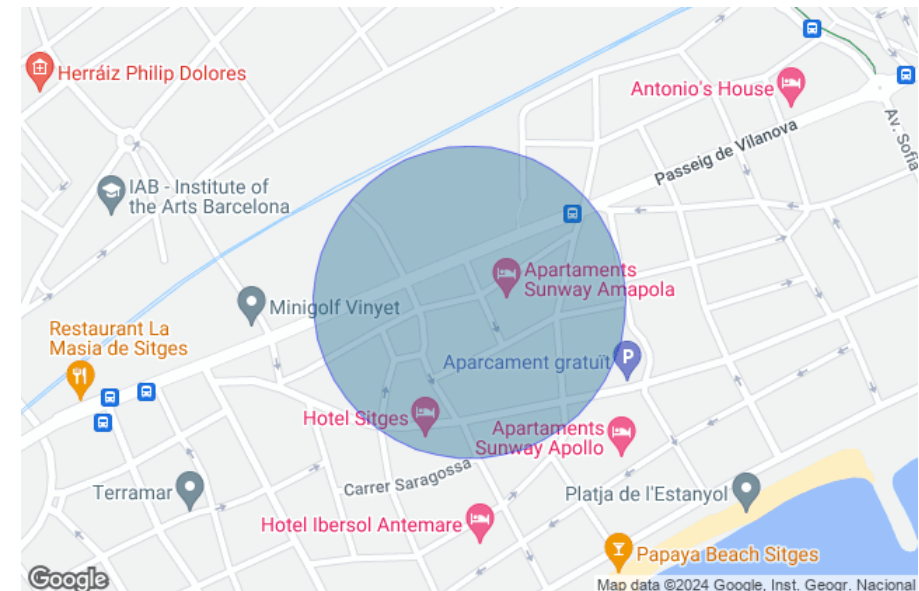 Herráiz Philip Dolores
Antonio's House
Av. Sofia
Passeig de Vilanova
IAB - Institute of
the Arts Barcelona
Apartaments
Sunway Amapola
Minigolf Vinyet
Restaurant La
Masia de Sitges
Aparcament gratuït
P
Hotel Sitges
Apartaments
Sunway Apollo
Carrer Saragossa
Terramar
Platja de l'Estanyol
Hotel Ibersol Antemare
Papaya Beach Sitges
Google
Map data ©2024 Google, Inst. Geogr. Nacional